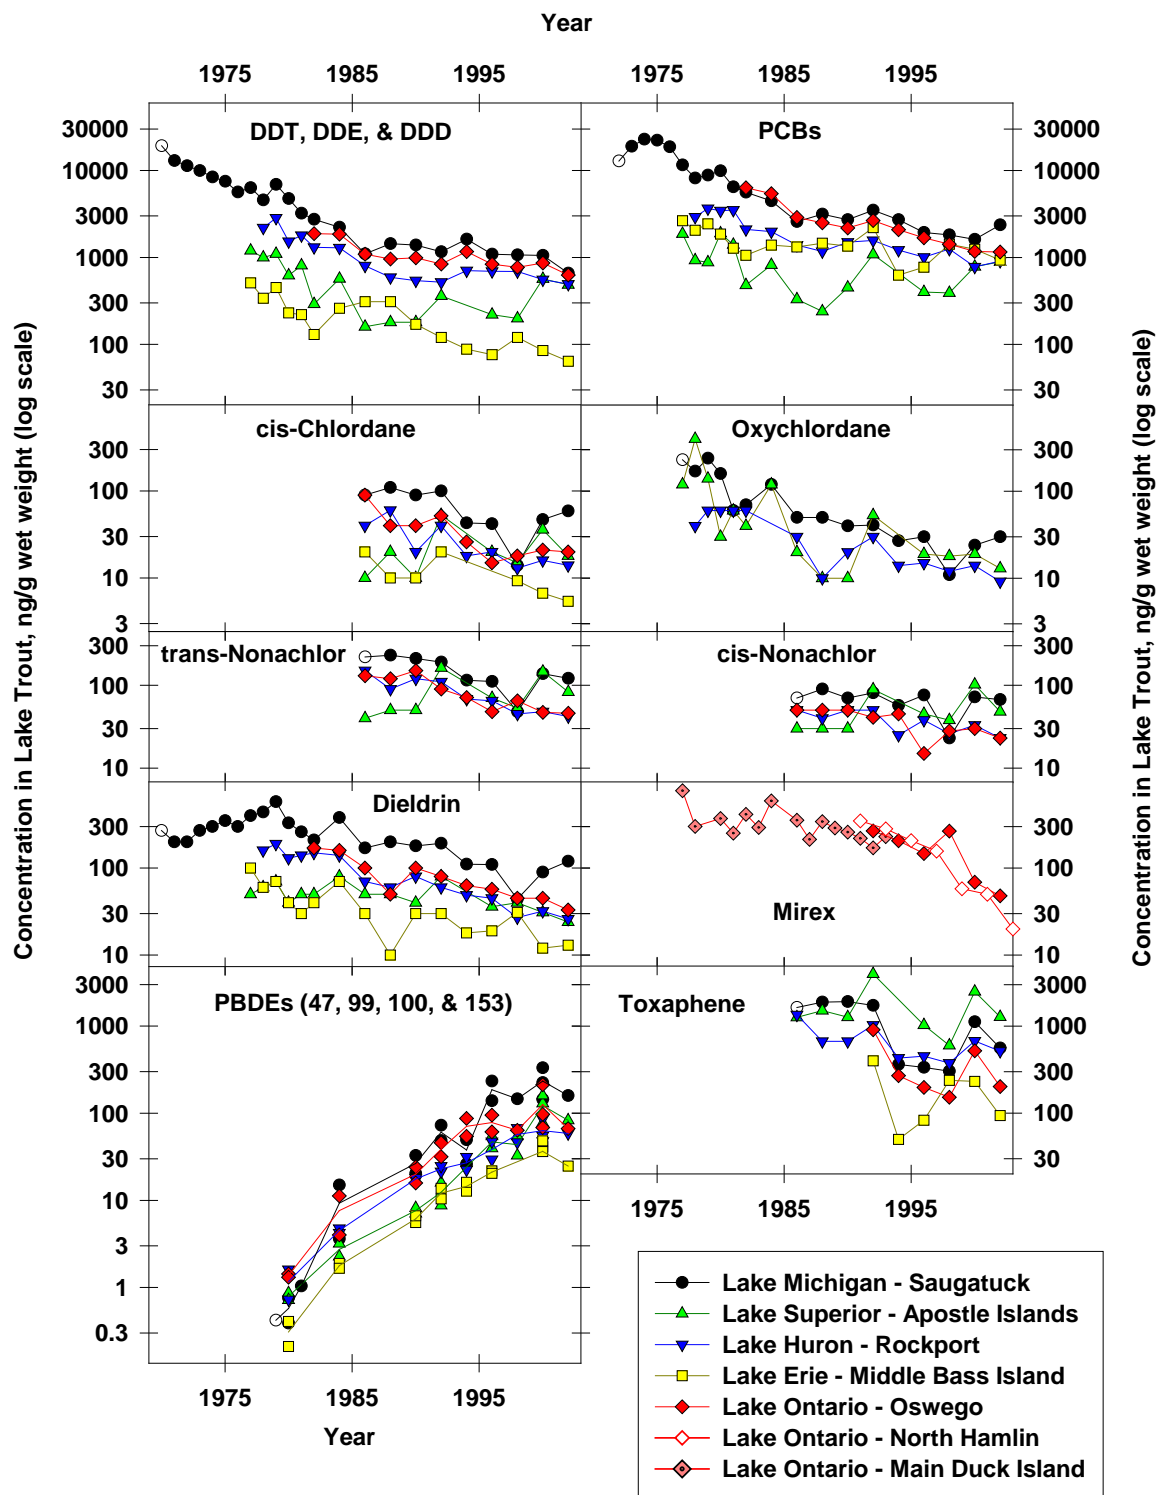 Year
1975 1985 1995 1975 1985 1995
Concentration in Lake Trout, ng/g wet weight (log scale)
DDT, DDE, & DDD
30000
10000
3000
1000
300
100
30
PCBs
30000
10000
3000
1000
300
100
30
cis-Chlordane
300
100
30
10
3
Oxychlordane
300
100
30
10
3
trans-Nonachlor
300
100
30
10
cis-Nonachlor
300
100
30
10
Dieldrin
300
100
30
10
Mirex
300
100
30
10
PBDEs (47, 99, 100, & 153)
3000
1000
300
100
30
10
3
1
0.3
Toxaphene
3000
1000
300
100
30
Concentration in Lake Trout, ng/g wet weight (log scale)
1975 1985 1995
1975 1985 1995
Year
Lake Michigan - Saugatuck
Lake Superior - Apostle Islands
Lake Huron - Rockport
Lake Erie - Middle Bass Island
Lake Ontario - Oswego
Lake Ontario - North Hamlin
Lake Ontario - Main Duck Island